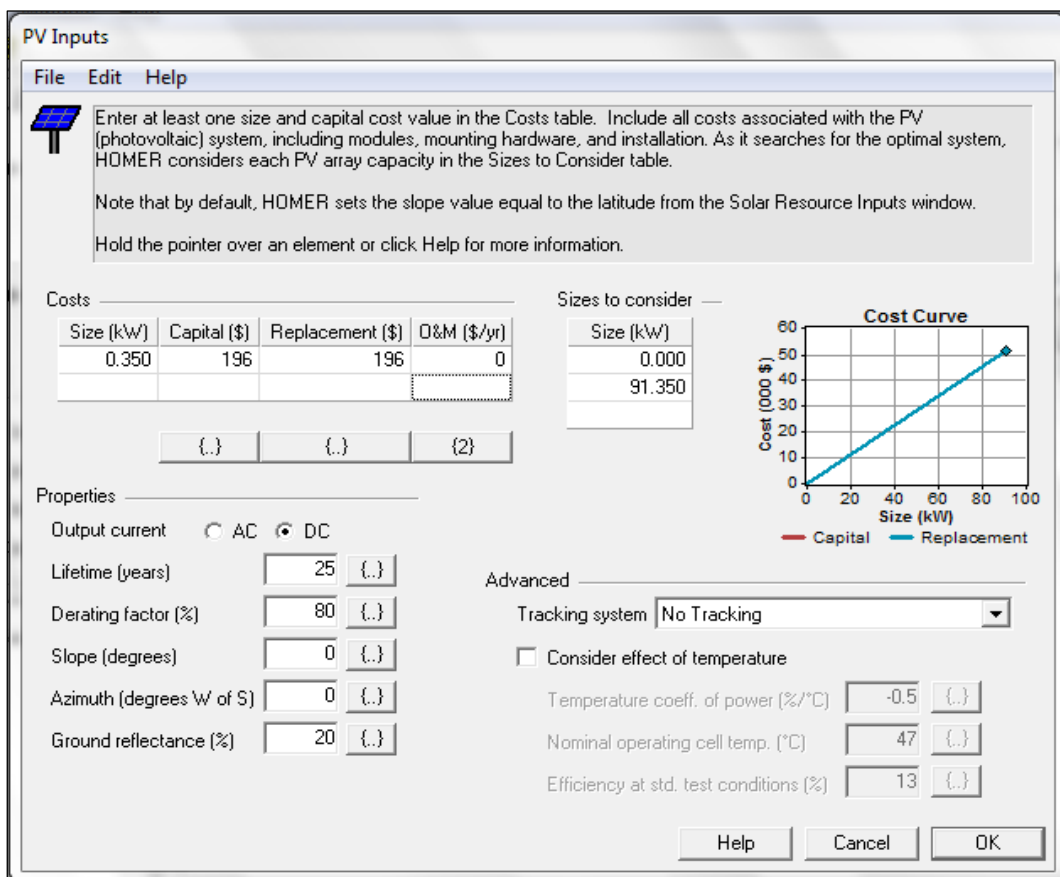 PV Inputs
File Edit Help
Enter at least one size and capital cost value in the Costs table. Include all costs associated with the PV
(photovoltaic) system, including modules, mounting hardware, and installation. As it searches for the optimal system,
HOMER considers each PV array capacity in the Sizes to Consider table.
Note that by default, HOMER sets the slope value equal to the latitude from the Solar Resource Inputs window.
Hold the pointer over an element or click Help for more information.
Costs
Size (kW) Capital ($) Replacement ($) O&M ($/yr)
0.350 196 196 0
{..} {..} {2}
Sizes to consider
Size (kW)
0.000
91.350
Cost Curve
Cost (000 $)
60
50
40
30
20
10
0
0 20 40 60 80 100
Size (kW)
Capital Replacement
Properties
Output current AC DC
Lifetime (years) 25 {..}
Derating factor (%) 80 {..}
Slope (degrees) 0 {..}
Azimuth (degrees W of S) 0 {..}
Ground reflectance (%) 20 {..}
Advanced
Tracking system No Tracking
Consider effect of temperature
Temperature coeff. of power (%/°C) -0.5 {..}
Nominal operating cell temp. (°C) 47 {..}
Efficiency at std. test conditions (%) 13 {..}
Help Cancel OK